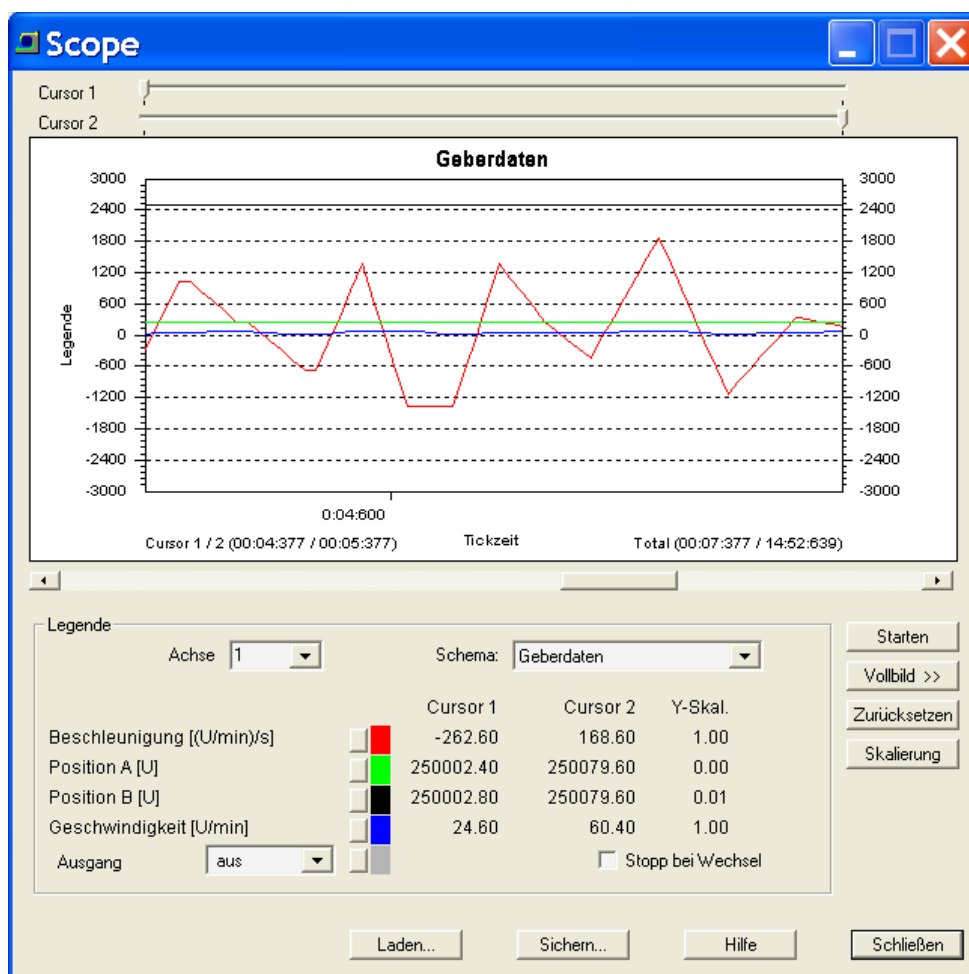 Scope
Cursor 1
Cursor 2
Geberdaten
3000 3000
2400 2400
1800 1800
1200 1200
600 600
0 0
-600 -600
-1200 -1200
-1800 -1800
-2400 -2400
-3000 -3000
Legende
0:04:600
Cursor 1 / 2 (00:04:377 / 00:05:377) Tickzeit Total (00:07:377 / 14:52:639)
Legende
Achse 1 Schema: Geberdaten
Cursor 1 Cursor 2 Y-Skal.
Beschleunigung [(U/min)/s] -262.60 168.60 1.00
Position A [U] 250002.40 250079.60 0.00
Position B [U] 250002.80 250079.60 0.01
Geschwindigkeit [U/min] 24.60 60.40 1.00
Ausgang aus Stopp bei Wechsel
Starten
Vollbild >>
Zurücksetzen
Skalierung
Laden... Sichern... Hilfe Schließen